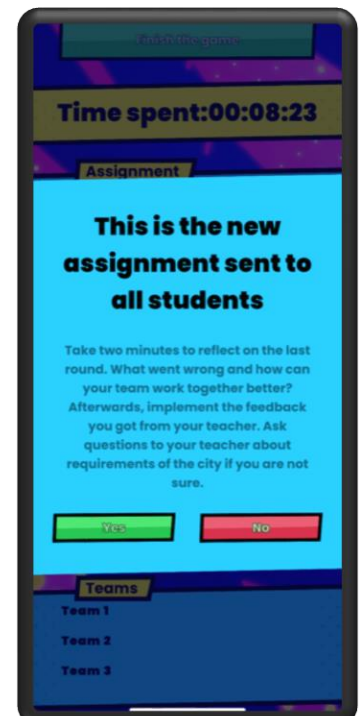 Finish the game
Time spent:00:08:23
Assignment
This is the new
assignment sent to
all students
Take two minutes to reflect on the last
round. What went wrong and how can
your team work together better?
Afterwards, implement the feedback
you got from your teacher. Ask
questions to your teacher about
requirements of the city if you are not
sure.
Yes
No
Teams
Team 1
Team 2
Team 3